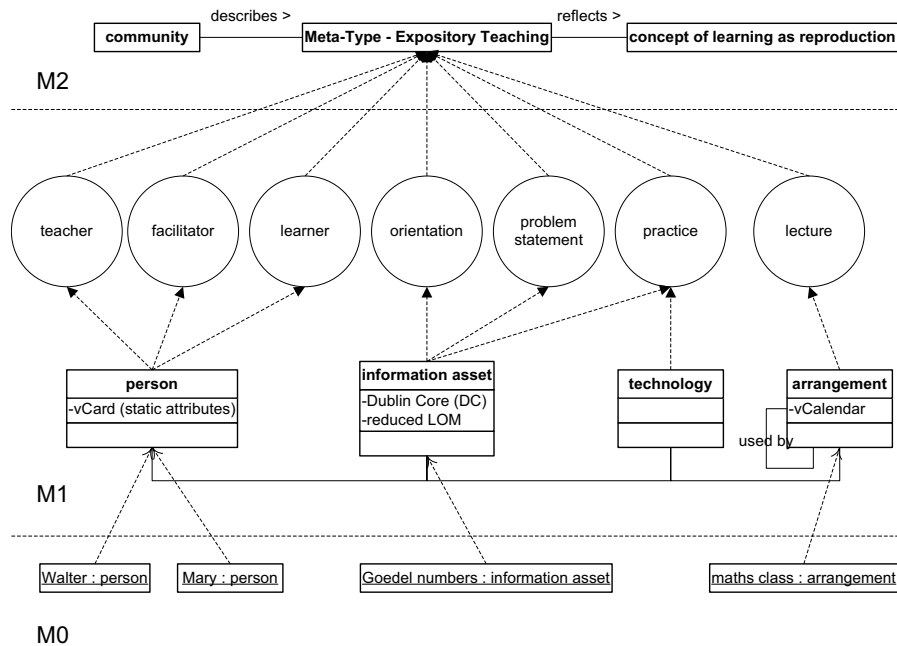 describes >
reflects >
community
Meta-Type - Expository Teaching
concept of learning as reproduction
M2
teacher
facilitator
learner
orientation
problem
statement
practice
lecture
person
-vCard (static attributes)
information asset
-Dublin Core (DC)
-reduced LOM
technology
arrangement
-vCalendar
used by
M1
Walter : person
Mary : person
Goedel numbers : information asset
maths class : arrangement
M0